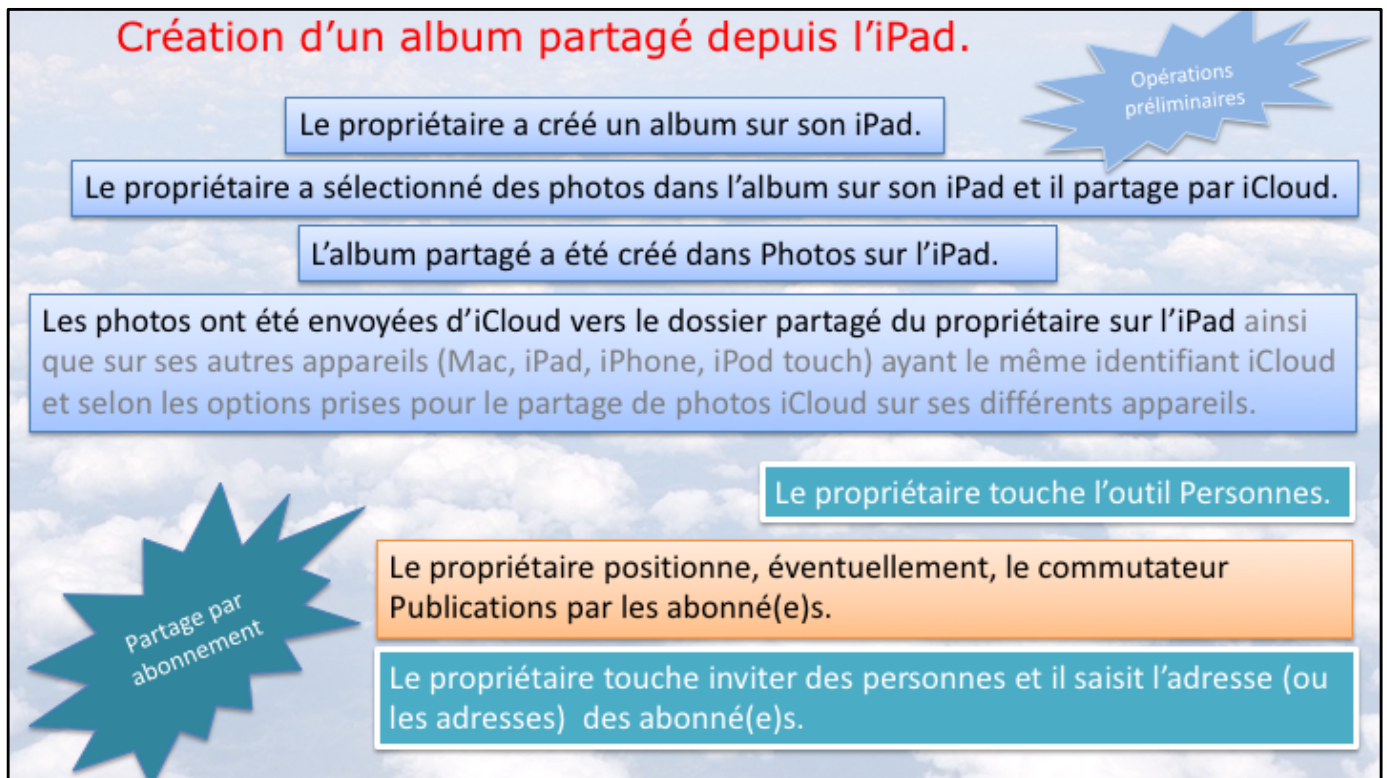 Création d’un album partagé depuis l’iPad.
Opérations
préliminaires
Le propriétaire a créé un album sur son iPad.
Le propriétaire a sélectionné des photos dans l’album sur son iPad et il partage par iCloud.
L’album partagé a été créé dans Photos sur l’iPad.
Les photos ont été envoyées d’iCloud vers le dossier partagé du propriétaire sur l’iPad ainsi
que sur ses autres appareils (Mac, iPad, iPhone, iPod touch) ayant le même identifiant iCloud
et selon les options prises pour le partage de photos iCloud sur ses différents appareils.
Le propriétaire touche l’outil Personnes.
Partage par
abonnement
Le propriétaire positionne, éventuellement, le commutateur
Publications par les abonné(e)s.
Le propriétaire touche inviter des personnes et il saisit l’adresse (ou
les adresses)  des abonné(e)s.